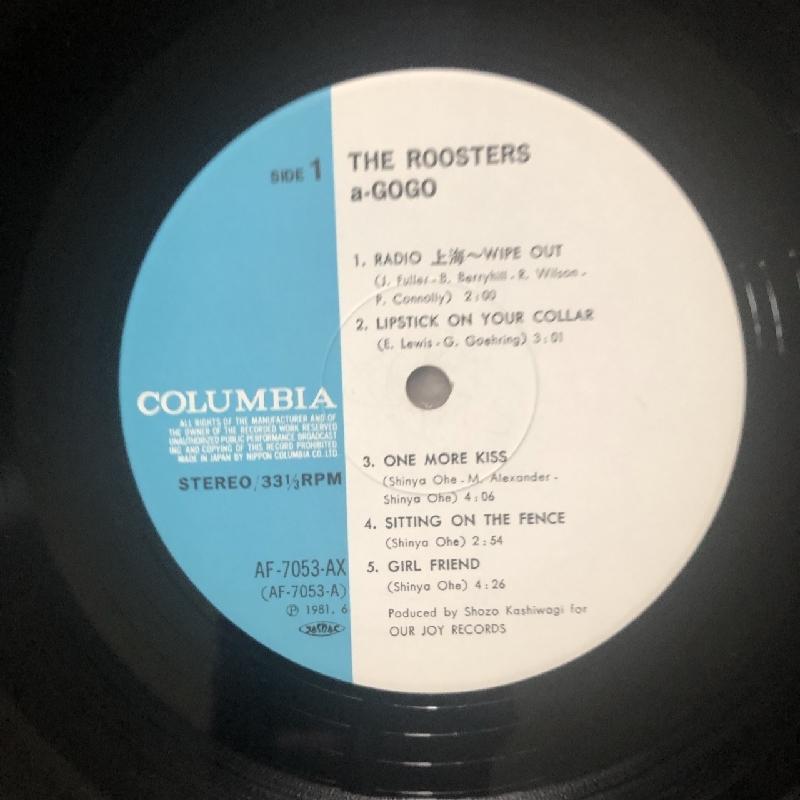 SIDE 1
THE ROOSTERS
a-GOGO
1. RADIO 上海〜WIPE OUT
(J. Fuller - B. Berryhill - R. Wilson -
P. Connolly) 2:00
2. LIPSTICK ON YOUR COLLAR
(E. Lewis - G. Goehring) 3:01
COLUMBIA
ALL RIGHTS OF THE MANUFACTURER AND OF
THE OWNER OF THE RECORDED WORK RESERVED
UNAUTHORIZED PUBLIC PERFORMANCE BROADCAST
ING AND COPYING OF THIS RECORD PROHIBITED
MADE IN JAPAN BY NIPPON COLUMBIA CO. LTD.
STEREO/33⅓RPM
3. ONE MORE KISS
(Shinya Ohe - M. Alexander -
Shinya Ohe) 4:06
4. SITTING ON THE FENCE
(Shinya Ohe) 2:54
5. GIRL FRIEND
(Shinya Ohe) 4:26
AF-7053-AX
(AF-7053-A)
Ⓟ 1981. 6
JASRAC
Poduced by Shozo Kashiwagi for
OUR JOY RECORDS